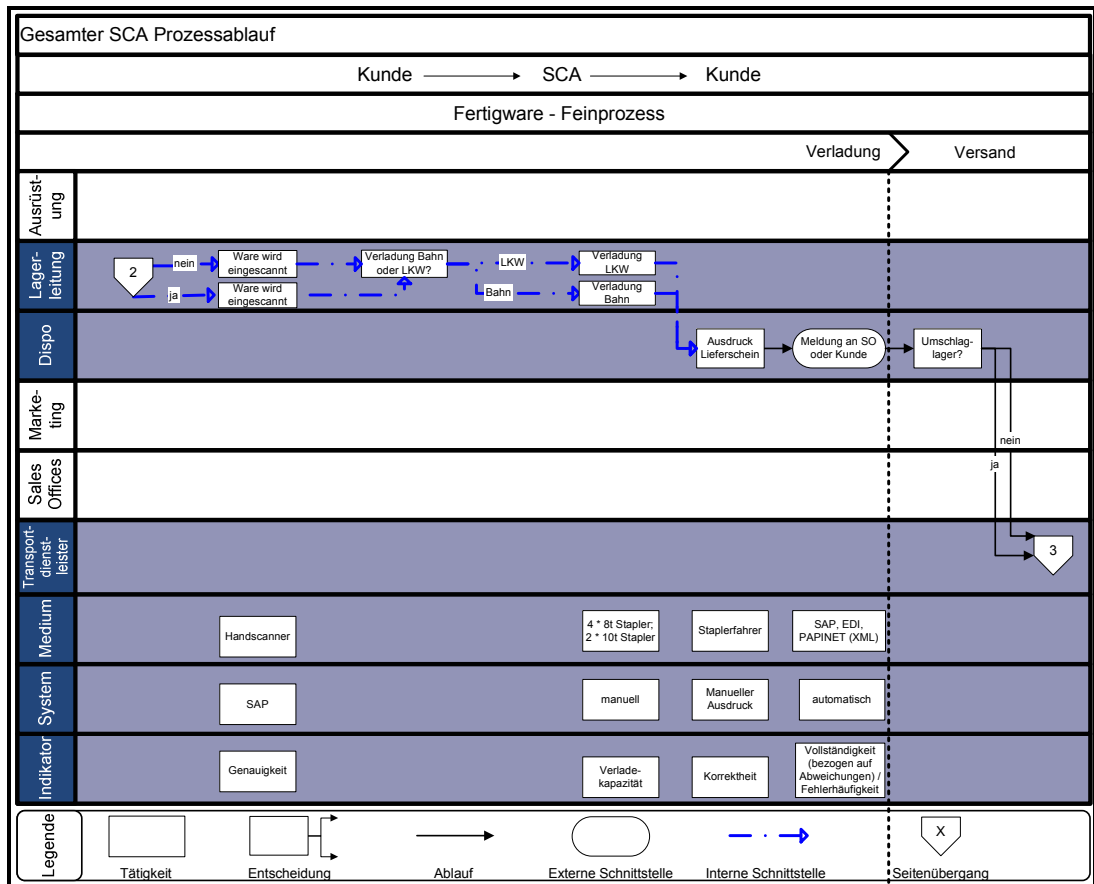 Gesamter SCA Prozessablauf
Kunde SCA Kunde
Fertigware - Feinprozess
Verladung Versand
Ausrüst-
ung
Lager-
leitung
2
nein
ja
Ware wird
eingescannt
Ware wird
eingescannt
Verladung Bahn
oder LKW?
LKW
Bahn
Verladung
LKW
Verladung
Bahn
Dispo
Ausdruck
Lieferschein
Meldung an SO
oder Kunde
Umschlag-
lager?
Marke-
ting
nein
Sales
Offices
ja
Transport-
dienst-
leister
3
Medium
Handscanner
4 * 8t Stapler;
2 * 10t Stapler
Staplerfahrer
SAP, EDI,
PAPINET (XML)
System
SAP
manuell
Manueller
Ausdruck
automatisch
Indikator
Genauigkeit
Verlade-
kapazität
Korrektheit
Vollständigkeit
(bezogen auf
Abweichungen) /
Fehlerhäufigkeit
Legende
Tätigkeit
Entscheidung
Ablauf
Externe Schnittstelle
Interne Schnittstelle
X
Seitenübergang